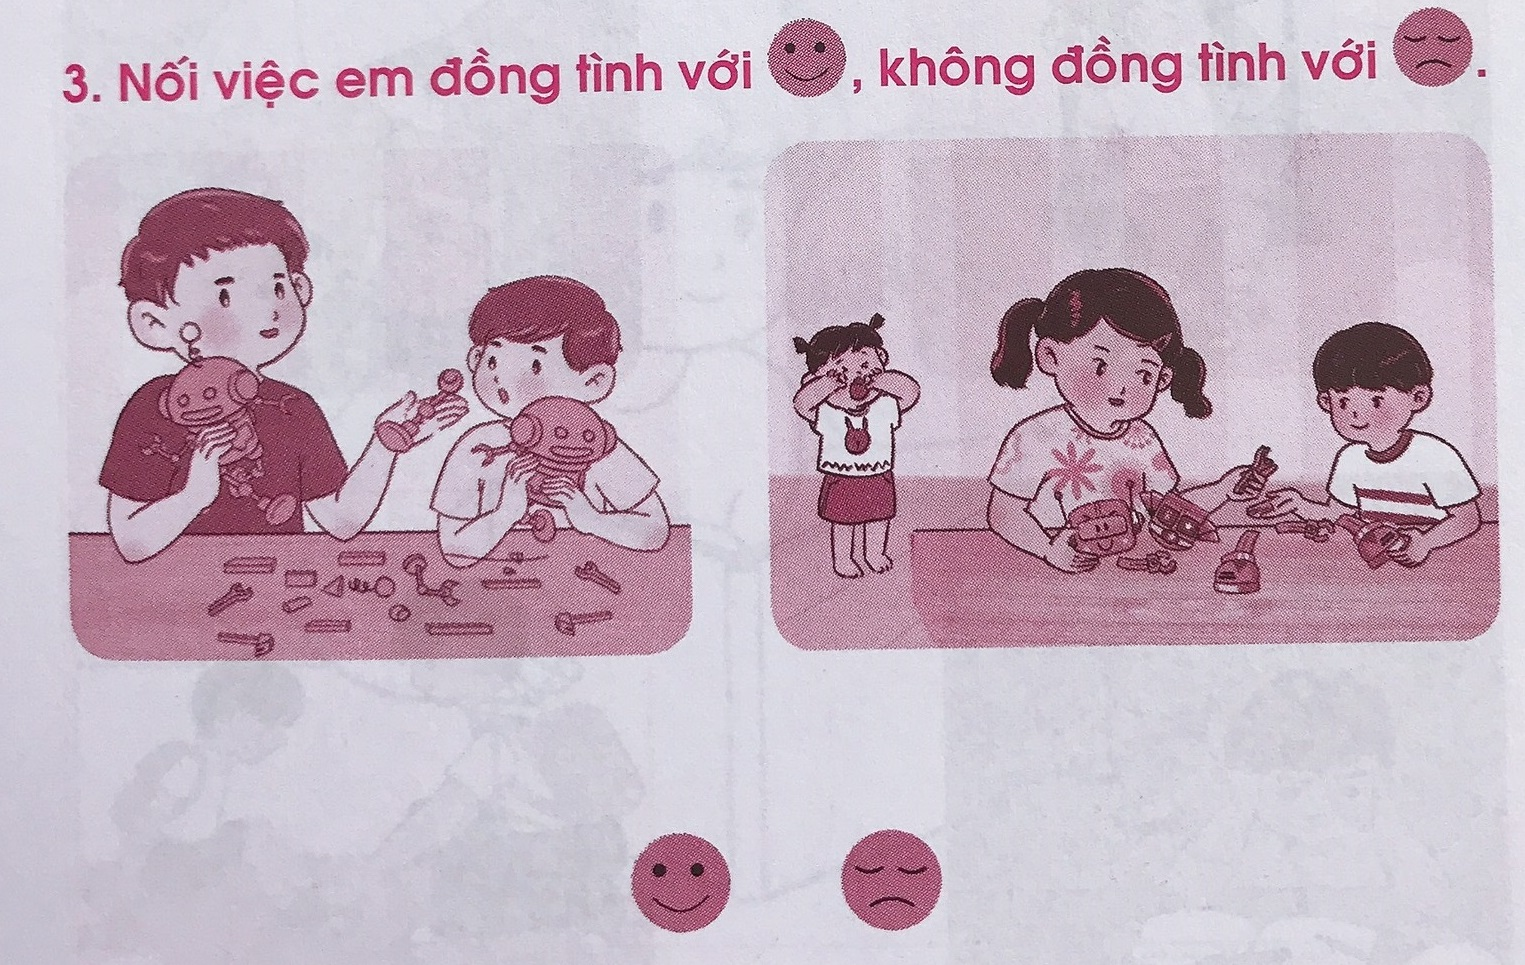 3. Nối việc em đồng tình với , không đồng tình với .